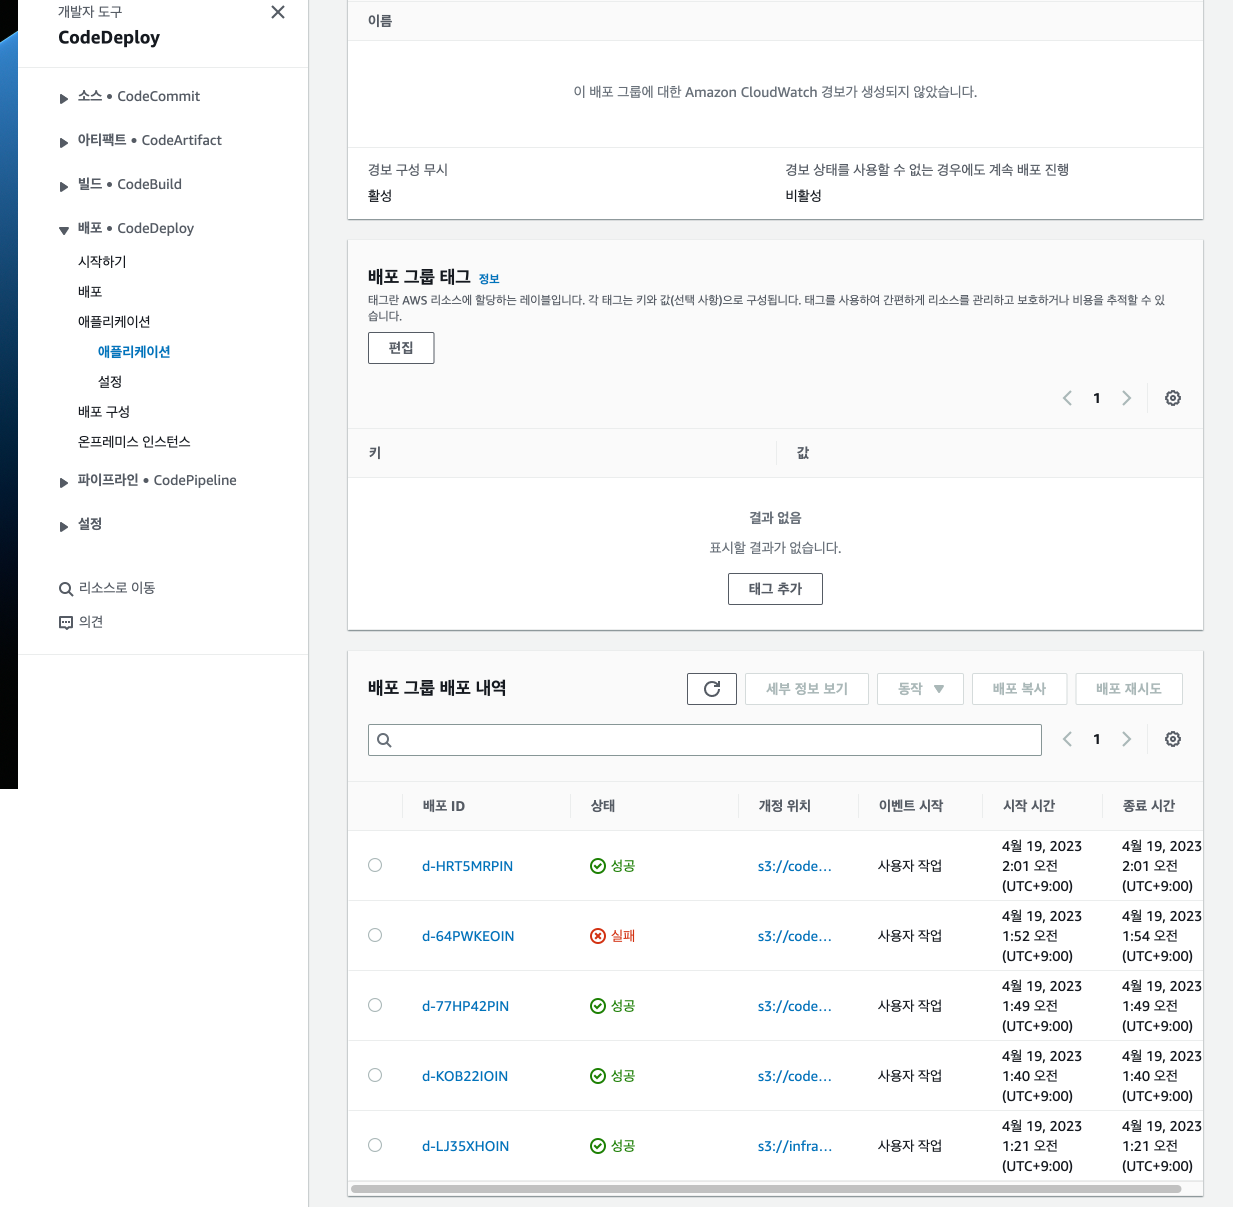 개발자 도구
CodeDeploy
소스 • CodeCommit
아티팩트 • CodeArtifact
빌드 • CodeBuild
배포 • CodeDeploy
시작하기
배포
애플리케이션
애플리케이션
설정
배포 구성
온프레미스 인스턴스
파이프라인 • CodePipeline
설정
리소스로 이동
의견
이름
이 배포 그룹에 대한 Amazon CloudWatch 경보가 생성되지 않았습니다.
경보 구성 무시
활성
경보 상태를 사용할 수 없는 경우에도 계속 배포 진행
비활성
배포 그룹 태그 정보
태그란 AWS 리소스에 할당하는 레이블입니다. 각 태그는 키와 값(선택 사항)으로 구성됩니다. 태그를 사용하여 간편하게 리소스를 관리하고 보호하거나 비용을 추적할 수 있
습니다.
편집
1
키 값
결과 없음
표시할 결과가 없습니다.
태그 추가
배포 그룹 배포 내역
세부 정보 보기 동작 배포 복사 배포 재시도
1
배포 ID 상태 개정 위치 이벤트 시작 시작 시간 종료 시간
d-HRT5MRPIN 성공 s3://code... 사용자 작업
4월 19, 2023
2:01 오전
(UTC+9:00)
4월 19, 2023
2:01 오전
(UTC+9:00)
d-64PWKEOIN 실패 s3://code... 사용자 작업
4월 19, 2023
1:52 오전
(UTC+9:00)
4월 19, 2023
1:54 오전
(UTC+9:00)
d-77HP42PIN 성공 s3://code... 사용자 작업
4월 19, 2023
1:49 오전
(UTC+9:00)
4월 19, 2023
1:49 오전
(UTC+9:00)
d-KOB22IOIN 성공 s3://code... 사용자 작업
4월 19, 2023
1:40 오전
(UTC+9:00)
4월 19, 2023
1:40 오전
(UTC+9:00)
d-LJ35XHOIN 성공 s3://infra... 사용자 작업
4월 19, 2023
1:21 오전
(UTC+9:00)
4월 19, 2023
1:21 오전
(UTC+9:00)